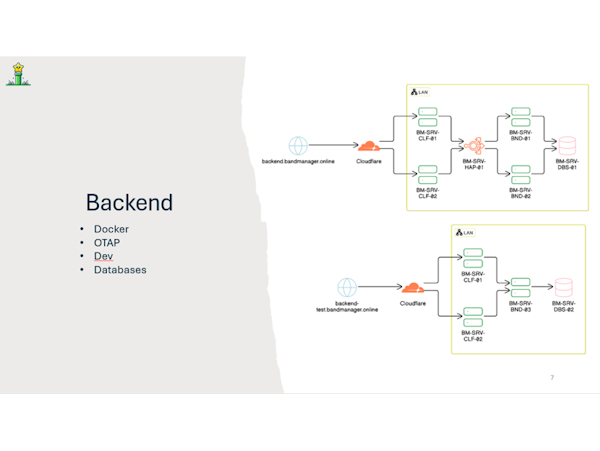 Backend
Docker
OTAP
Dev
Databases
LAN
BM-SRV-
CLF-01
BM-SRV-
BND-01
backend.bandmanager.online
Cloudflare
BM-SRV-
HAP-01
BM-SRV-
DBS-01
BM-SRV-
CLF-02
BM-SRV-
BND-02
LAN
BM-SRV-
CLF-01
backend-
test.bandmanager.online
Cloudflare
BM-SRV-
BND-03
BM-SRV-
DBS-02
BM-SRV-
CLF-02
7